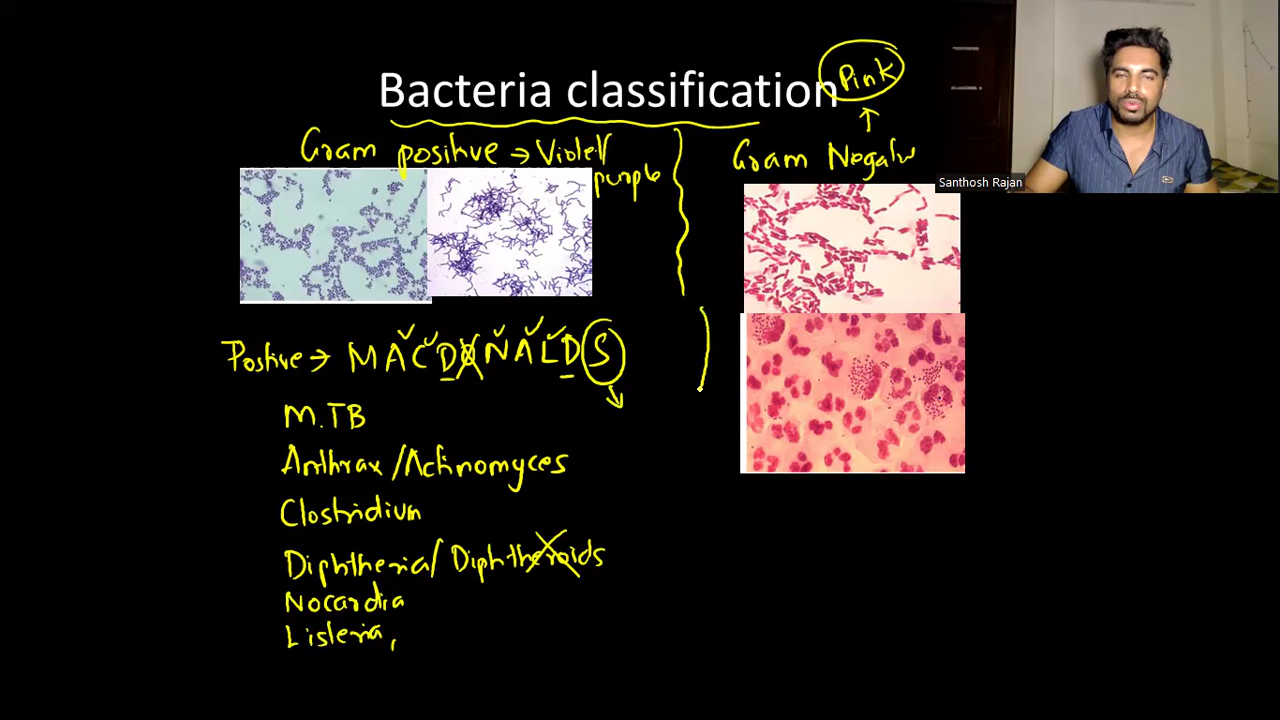 Bacteria classification
Pink
Gram positive → Violet/
purple
Gram Negative
Santhosh Rajan
Postive → MACDONALDS
M.TB
Anthrax/Actinomyces
Clostridium
Diphtheria/Diphtheroids
Nocardia
Listeria,